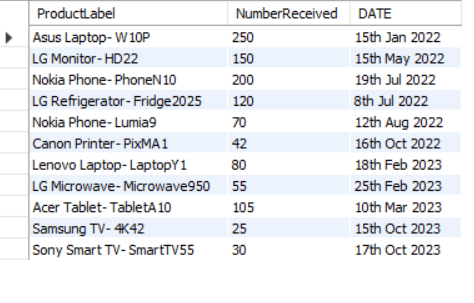 ProductLabel NumberReceived DATE
Asus Laptop- W10P 250 15th Jan 2022
LG Monitor- HD22 150 15th May 2022
Nokia Phone- PhoneN10 200 19th Jul 2022
LG Refrigerator- Fridge2025 120 8th Jul 2022
Nokia Phone- Lumia9 70 12th Aug 2022
Canon Printer- PixMA1 42 16th Oct 2022
Lenovo Laptop- LaptopY1 80 18th Feb 2023
LG Microwave- Microwave950 55 25th Feb 2023
Acer Tablet- TabletA10 105 10th Mar 2023
Samsung TV- 4K42 25 15th Oct 2023
Sony Smart TV- SmartTV55 30 17th Oct 2023